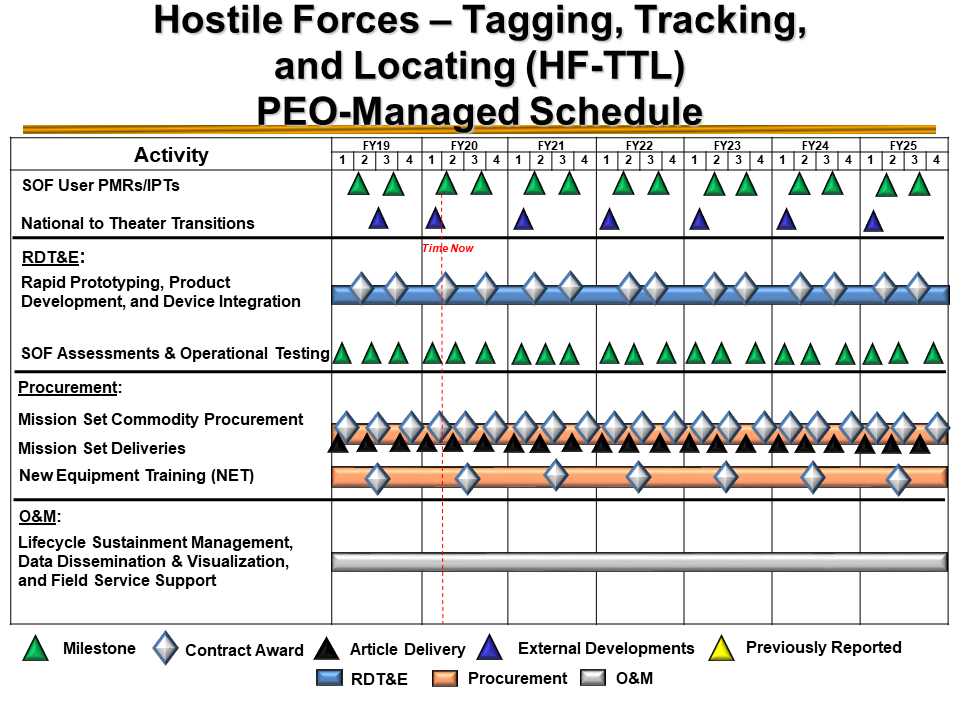 Hostile Forces – Tagging, Tracking,
and Locating (HF-TTL)
PEO-Managed Schedule
Activity
FY19 FY20 FY21 FY22 FY23 FY24 FY25
1 2 3 4 1 2 3 4 1 2 3 4 1 2 3 4 1 2 3 4 1 2 3 4 1 2 3 4
SOF User PMRs/IPTs
National to Theater Transitions
Time Now
RDT&E:
Rapid Prototyping, Product
Development, and Device Integration
SOF Assessments & Operational Testing
Procurement:
Mission Set Commodity Procurement
Mission Set Deliveries
New Equipment Training (NET)
O&M:
Lifecycle Sustainment Management,
Data Dissemination & Visualization,
and Field Service Support
Milestone Contract Award Article Delivery External Developments Previously Reported
RDT&E Procurement O&M